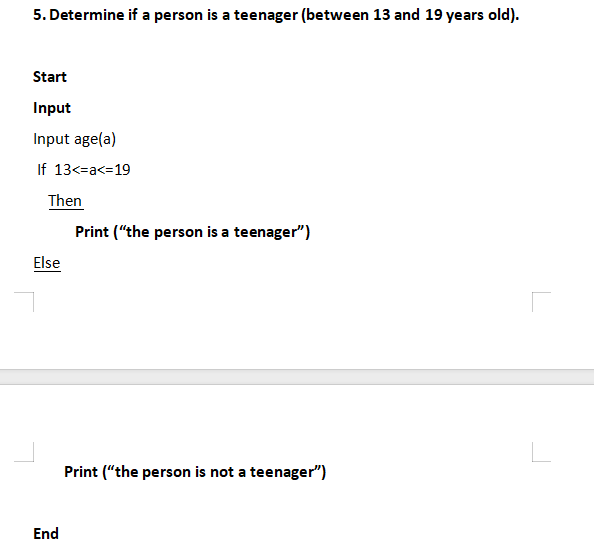 5. Determine if a person is a teenager (between 13 and 19 years old).
Start
Input
Input age(a)
If 13<=a<=19
Then
Print (“the person is a teenager”)
Else
Print (“the person is not a teenager”)
End